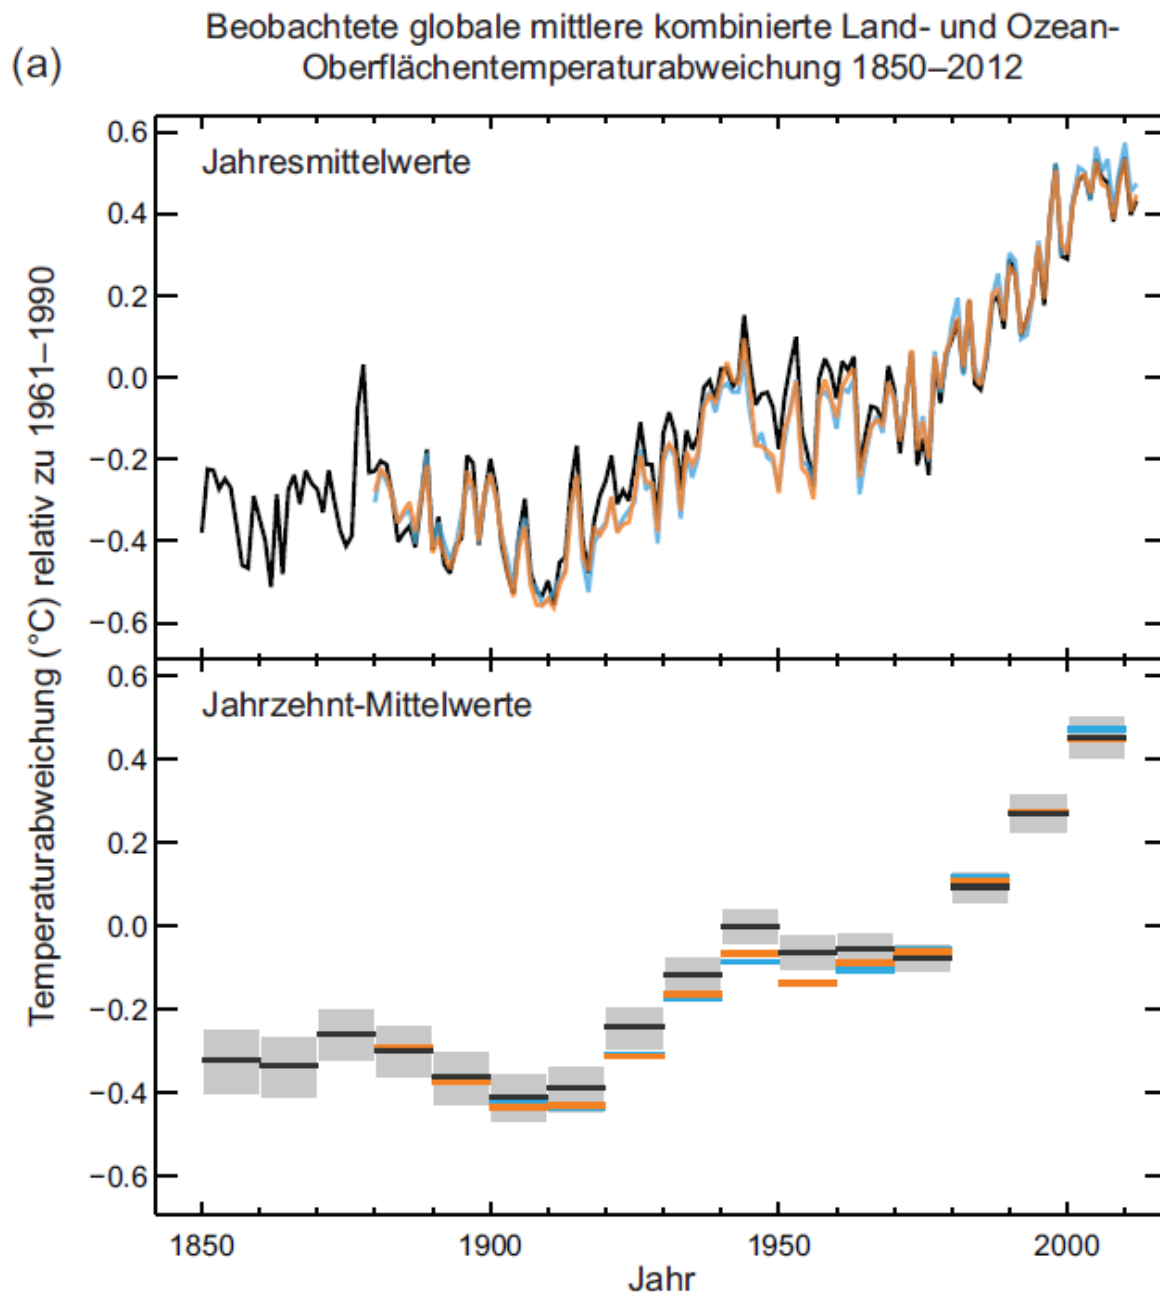 Beobachtete globale mittlere kombinierte Land- und Ozean-
(a)
Oberflächentemperaturabweichung 1850–2012
Temperaturabweichung (°C) relativ zu 1961–1990
Jahresmittelwerte
0.6
0.4
0.2
0.0
−0.2
−0.4
−0.6
Jahrzehnt-Mittelwerte
0.6
0.4
0.2
0.0
−0.2
−0.4
−0.6
1850 1900 1950 2000
Jahr